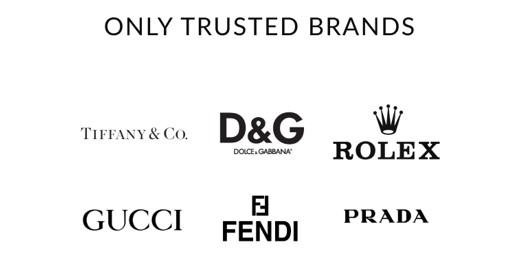 ONLY TRUSTED BRANDS
TIFFANY & CO.
D&G
DOLCE & GABBANA
ROLEX
GUCCI
FENDI
PRADA